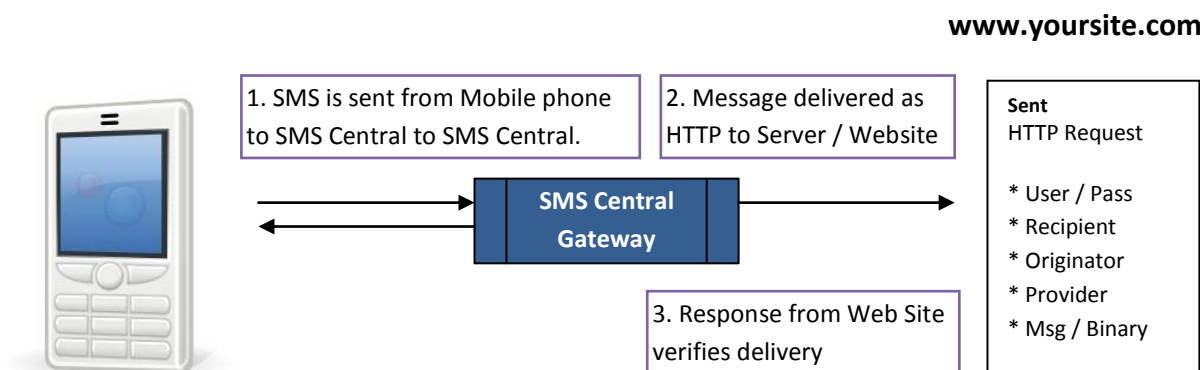 www.yoursite.com
1. SMS is sent from Mobile phone
to SMS Central to SMS Central.
2. Message delivered as
HTTP to Server / Website
SMS Central
Gateway
3. Response from Web Site
verifies delivery
Sent
HTTP Request
* User / Pass
* Recipient
* Originator
* Provider
* Msg / Binary